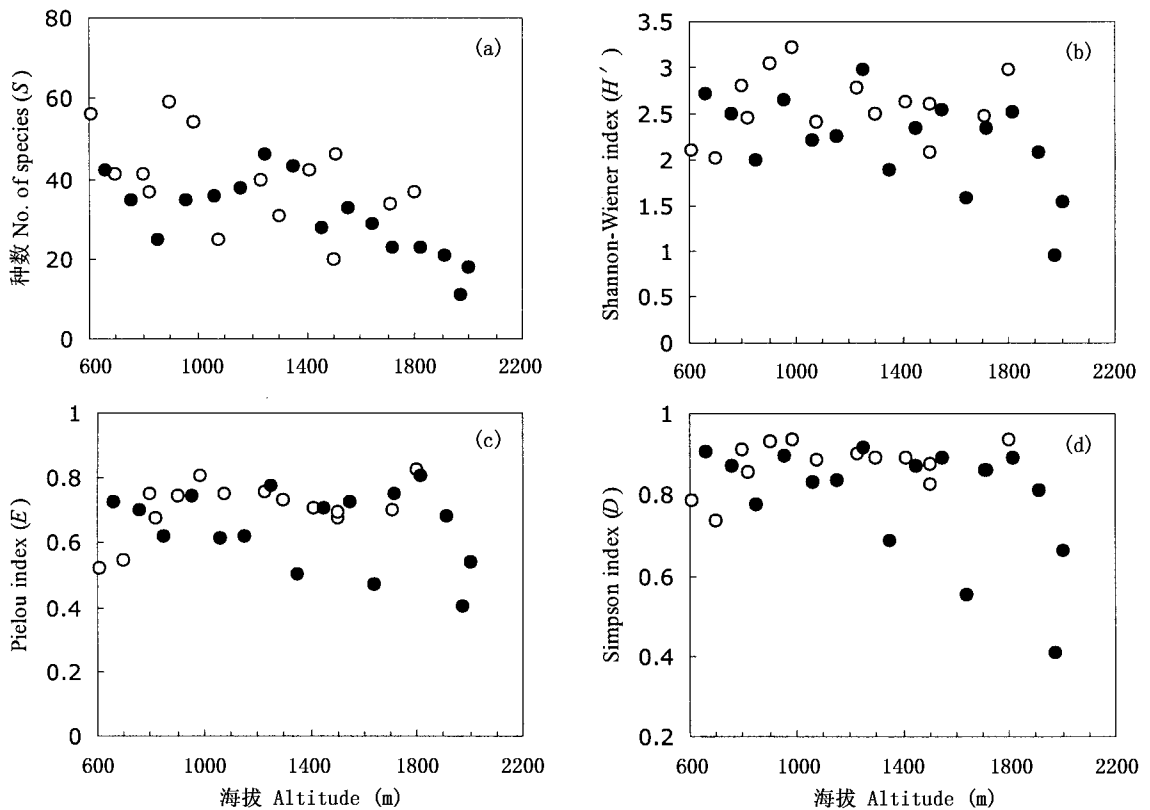 80
60
40
20
0
种数 No. of species (S)
(a)
600 1000 1400 1800 2200
3.5
3
2.5
2
1.5
1
0.5
0
Shannon-Wiener index (H′)
(b)
600 1000 1400 1800 2200
1
0.8
0.6
0.4
0.2
0
Pielou index (E)
(c)
600 1000 1400 1800 2200
海拔 Altitude (m)
1
0.8
0.6
0.4
0.2
Simpson index (D)
(d)
600 1000 1400 1800 2200
海拔 Altitude (m)